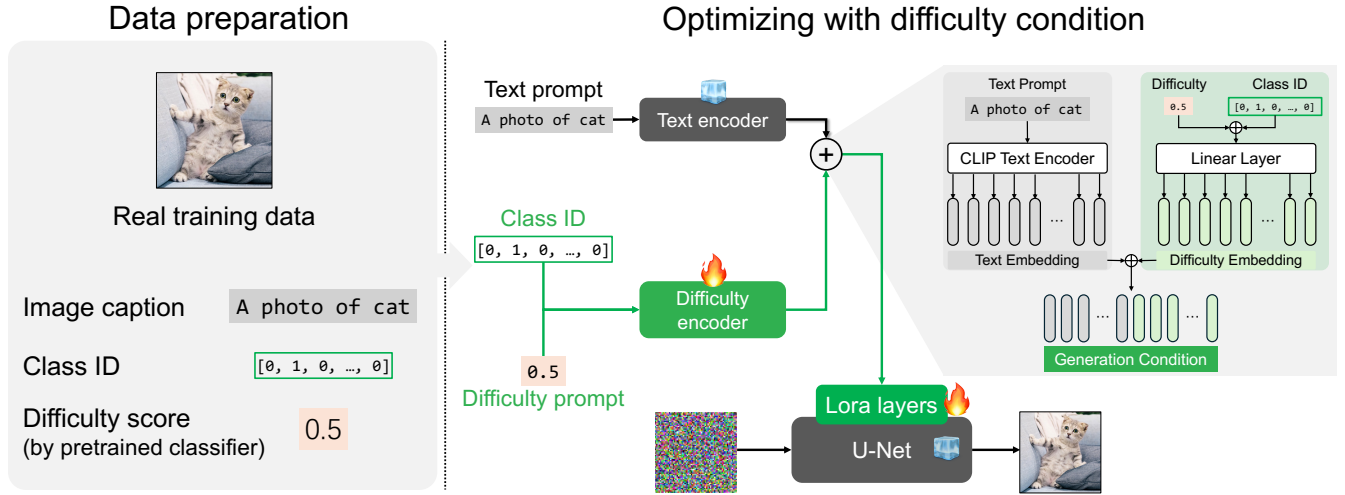 Data preparation
Real training data
Image caption
A photo of cat
Class ID
[0, 1, 0, …, 0]
Difficulty score
(by pretrained classifier)
0.5
Optimizing with difficulty condition
Text prompt
A photo of cat
Text encoder
+
Class ID
[0, 1, 0, …, 0]
Difficulty
encoder
0.5
Difficulty prompt
Lora layers
U-Net
Text Prompt
A photo of cat
CLIP Text Encoder
...
Text Embedding
Difficulty
Class ID
0.5
[0, 1, 0, …, 0]
Linear Layer
...
Difficulty Embedding
...
...
Generation Condition